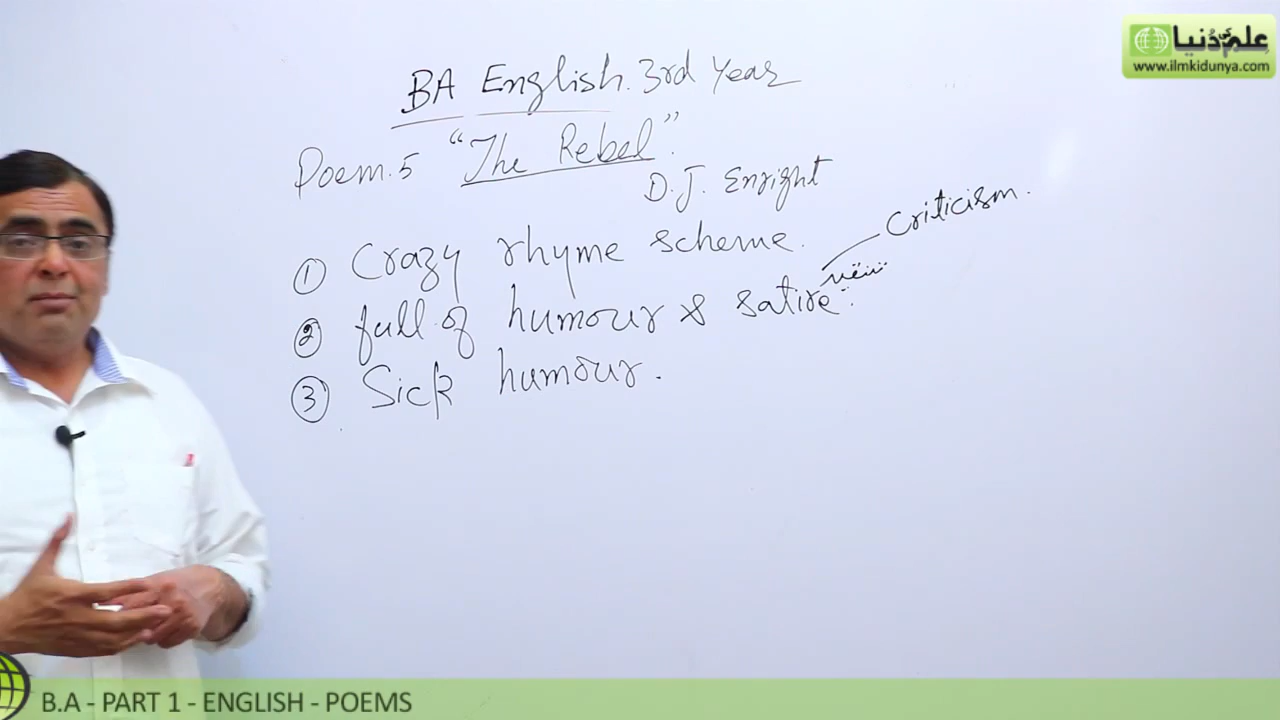 علم کی دنیا
www.ilmkidunya.com
BA English. 3rd Year
Poem.5 "The Rebel".
D.J. Enright
① Crazy rhyme scheme.
Criticism.
تنقید
② full of humour & satire.
③ Sick humour.
B.A - PART 1 - ENGLISH - POEMS